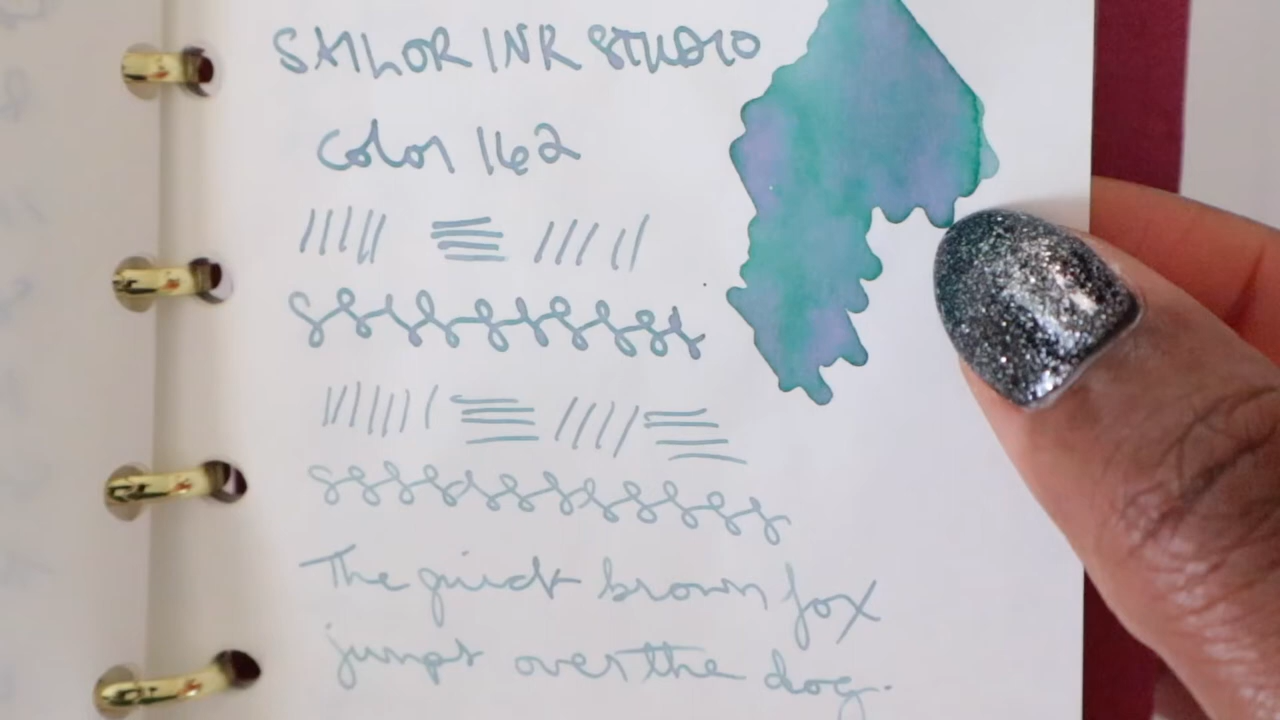 SAILOR INK STUDIO
Color 162
The quick brown fox
jumps over the dog.